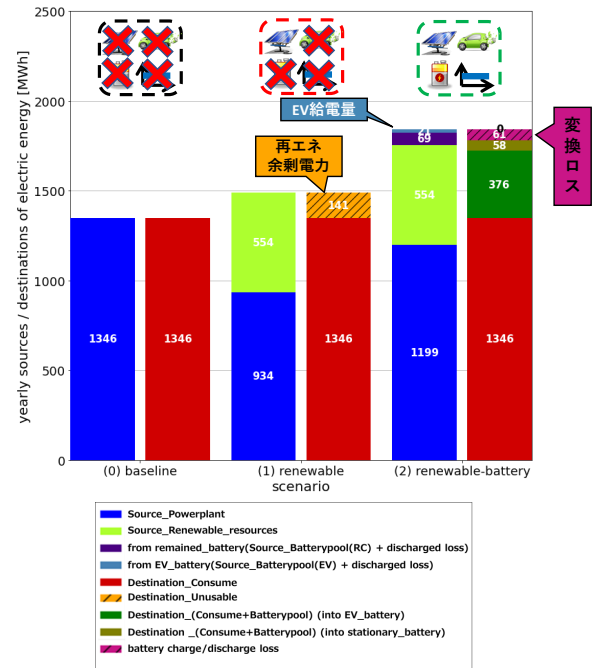 yearly sources / destinations of electric energy [MWh]
2500
2000
1500
1000
500
0
EV給電量
再エネ
余剰電力
変換ロス
1346
1346
554
934
141
1346
21
69
554
1199
0
61
58
376
1346
(0) baseline
(1) renewable
(2) renewable-battery
scenario
Source_Powerplant
Source_Renewable_resources
from remained_battery(Source_Batterypool(RC) + discharged loss)
from EV_battery(Source_Batterypool(EV) + discharged loss)
Destination_Consume
Destination_Unusable
Destination_(Consume+Batterypool) (into EV_battery)
Destination _(Consume+Batterypool) (into stationary_battery)
battery charge/discharge loss